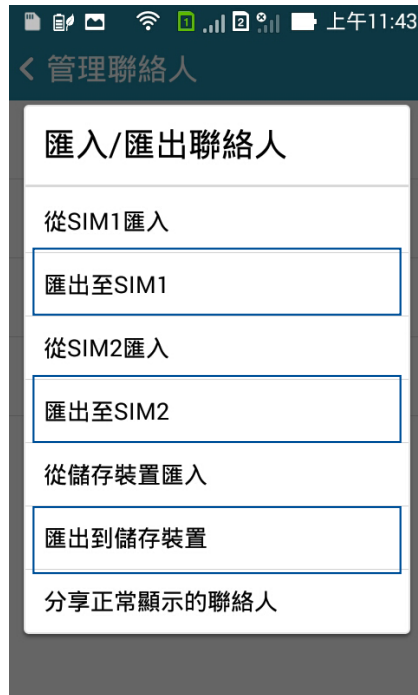 1 2 上午11:43
管理聯絡人
匯入/匯出聯絡人
從SIM1匯入
匯出至SIM1
從SIM2匯入
匯出至SIM2
從儲存裝置匯入
匯出到儲存裝置
分享正常顯示的聯絡人